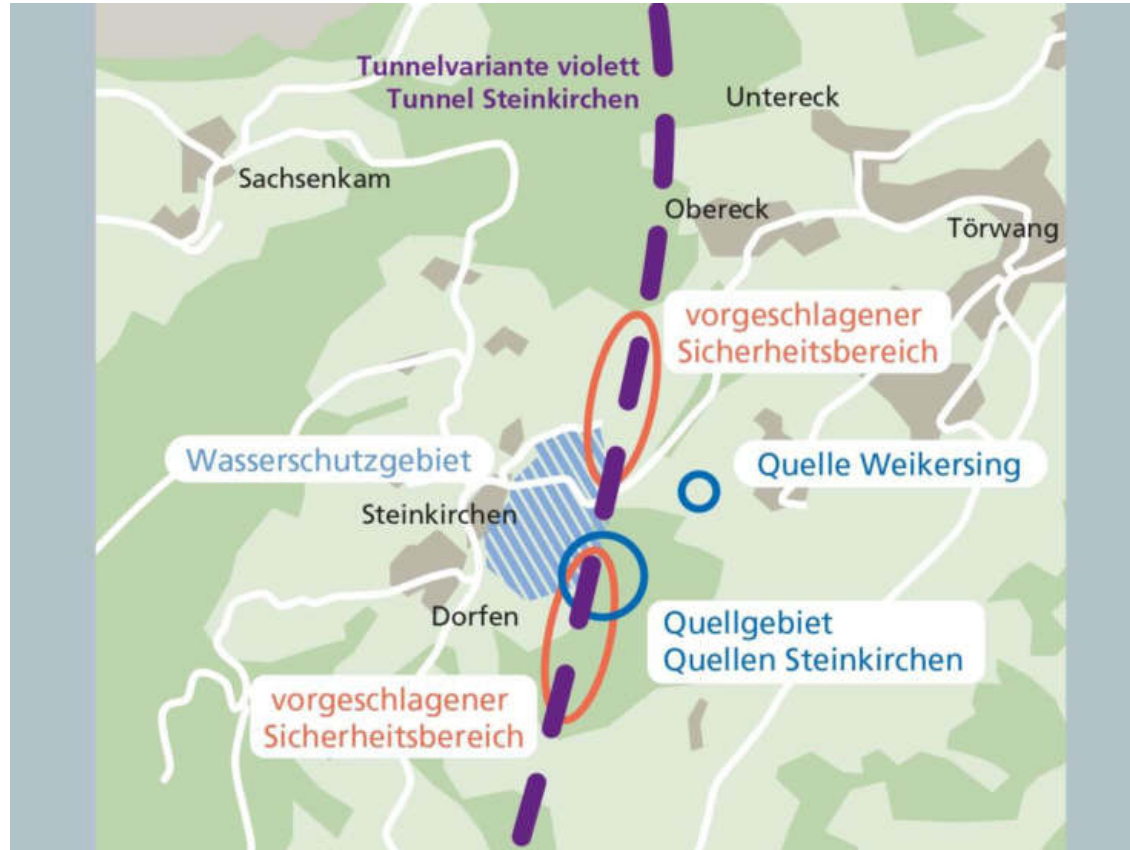 Tunnelvariante violett
Tunnel Steinkirchen
Untereck
Sachsenkam
Obereck
Törwang
vorgeschlagener
Sicherheitsbereich
Wasserschutzgebiet
Quelle Weikersing
Steinkirchen
Dorfen
Quellgebiet
Quellen Steinkirchen
vorgeschlagener
Sicherheitsbereich